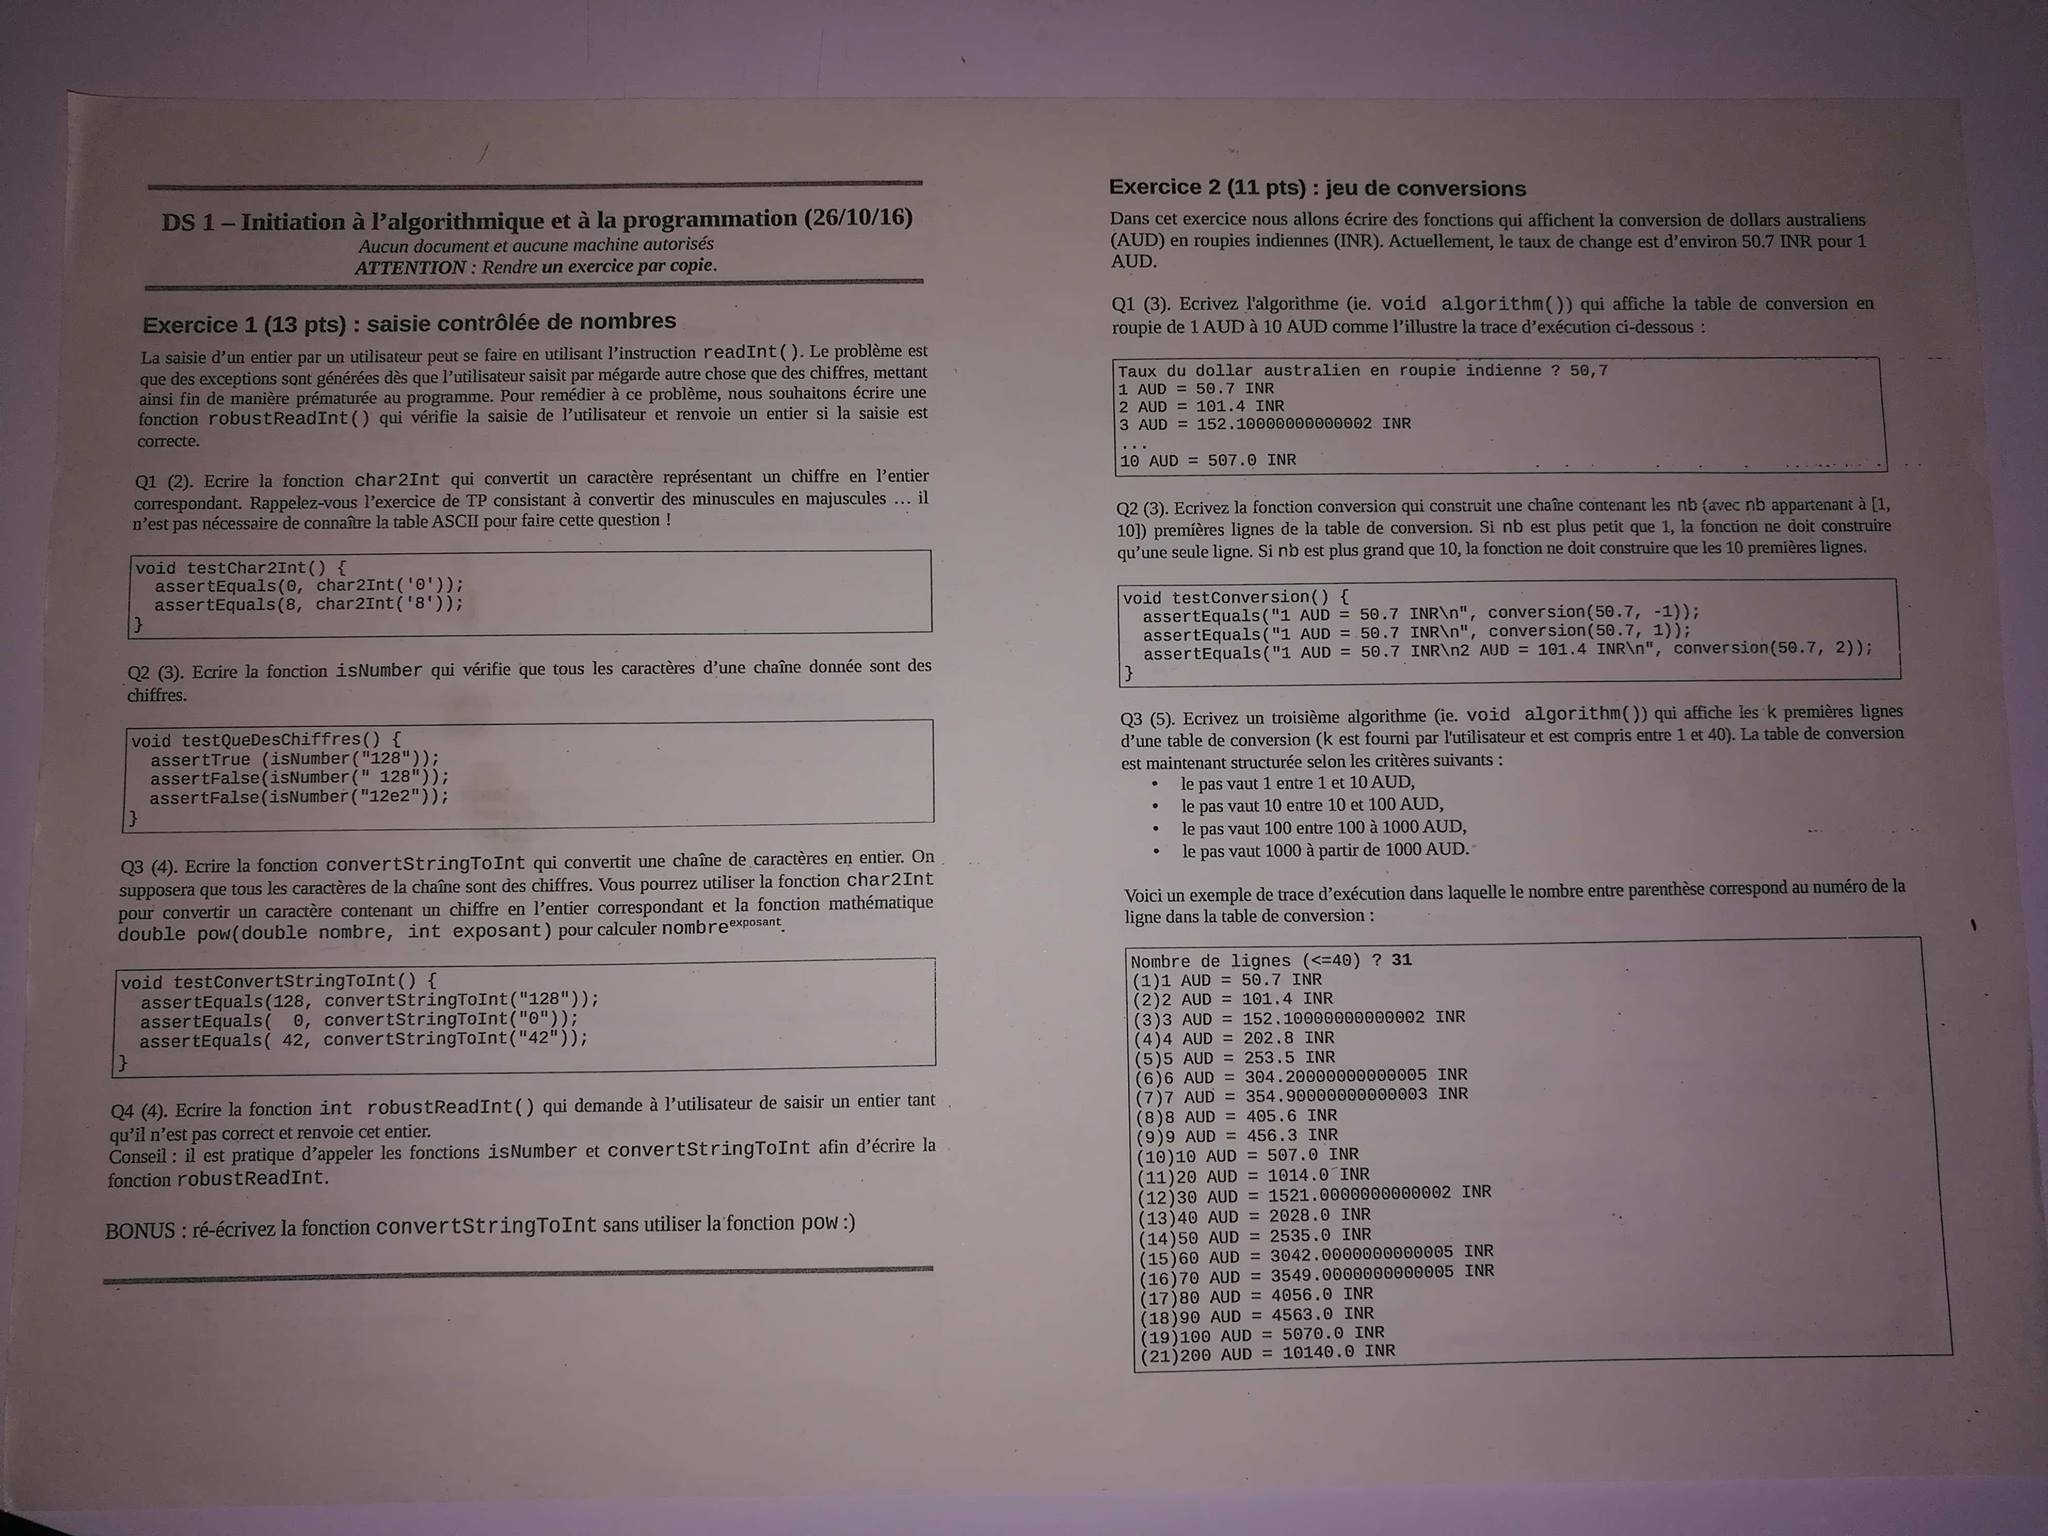 DS 1 – Initiation à l'algorithmique et à la programmation (26/10/16)
Aucun document et aucune machine autorisés
ATTENTION : Rendre un exercice par copie.
Exercice 1 (13 pts) : saisie contrôlée de nombres
La saisie d'un entier par un utilisateur peut se faire en utilisant l'instruction readInt(). Le problème est
que des exceptions sont générées dès que l'utilisateur saisit par mégarde autre chose que des chiffres, mettant
ainsi fin de manière prématurée au programme. Pour remédier à ce problème, nous souhaitons écrire une
fonction robustReadInt() qui vérifie la saisie de l'utilisateur et renvoie un entier si la saisie est
correcte.
Q1 (2). Ecrire la fonction char2Int qui convertit un caractère représentant un chiffre en l'entier
correspondant. Rappelez-vous l'exercice de TP consistant à convertir des minuscules en majuscules … il
n'est pas nécessaire de connaître la table ASCII pour faire cette question !
void testChar2Int() {
assertEquals(0, char2Int('0'));
assertEquals(8, char2Int('8'));
}
Q2 (3). Ecrire la fonction isNumber qui vérifie que tous les caractères d'une chaîne donnée sont des
chiffres.
void testQueDesChiffres() {
assertTrue (isNumber("128"));
assertFalse(isNumber(" 128"));
assertFalse(isNumber("12e2"));
}
Q3 (4). Ecrire la fonction convertStringToInt qui convertit une chaîne de caractères en entier. On
supposera que tous les caractères de la chaîne sont des chiffres. Vous pourrez utiliser la fonction char2Int
pour convertir un caractère contenant un chiffre en l'entier correspondant et la fonction mathématique
double pow(double nombre, int exposant) pour calculer nombre^exposant.
void testConvertStringToInt() {
assertEquals(128, convertStringToInt("128"));
assertEquals(  0, convertStringToInt("0"));
assertEquals( 42, convertStringToInt("42"));
}
Q4 (4). Ecrire la fonction int robustReadInt() qui demande à l'utilisateur de saisir un entier tant
qu'il n'est pas correct et renvoie cet entier.
Conseil : il est pratique d'appeler les fonctions isNumber et convertStringToInt afin d'écrire la
fonction robustReadInt.
BONUS : ré-écrivez la fonction convertStringToInt sans utiliser la fonction pow :)
Exercice 2 (11 pts) : jeu de conversions
Dans cet exercice nous allons écrire des fonctions qui affichent la conversion de dollars australiens
(AUD) en roupies indiennes (INR). Actuellement, le taux de change est d'environ 50.7 INR pour 1
AUD.
Q1 (3). Ecrivez l'algorithme (ie. void algorithm()) qui affiche la table de conversion en
roupie de 1 AUD à 10 AUD comme l'illustre la trace d'exécution ci-dessous :
Taux du dollar australien en roupie indienne ? 50,7
1 AUD = 50.7 INR
2 AUD = 101.4 INR
3 AUD = 152.10000000000002 INR
...
10 AUD = 507.0 INR
Q2 (3). Ecrivez la fonction conversion qui construit une chaîne contenant les nb (avec nb appartenant à [1,
10]) premières lignes de la table de conversion. Si nb est plus petit que 1, la fonction ne doit construire
qu'une seule ligne. Si nb est plus grand que 10, la fonction ne doit construire que les 10 premières lignes.
void testConversion() {
assertEquals("1 AUD = 50.7 INR\n", conversion(50.7, -1));
assertEquals("1 AUD = 50.7 INR\n", conversion(50.7, 1));
assertEquals("1 AUD = 50.7 INR\n2 AUD = 101.4 INR\n", conversion(50.7, 2));
}
Q3 (5). Ecrivez un troisième algorithme (ie. void algorithm()) qui affiche les k premières lignes
d'une table de conversion (k est fourni par l'utilisateur et est compris entre 1 et 40). La table de conversion
est maintenant structurée selon les critères suivants :
• le pas vaut 1 entre 1 et 10 AUD,
• le pas vaut 10 entre 10 et 100 AUD,
• le pas vaut 100 entre 100 à 1000 AUD,
• le pas vaut 1000 à partir de 1000 AUD.
Voici un exemple de trace d'exécution dans laquelle le nombre entre parenthèse correspond au numéro de la
ligne dans la table de conversion :
Nombre de lignes (<=40) ? 31
(1)1 AUD = 50.7 INR
(2)2 AUD = 101.4 INR
(3)3 AUD = 152.10000000000002 INR
(4)4 AUD = 202.8 INR
(5)5 AUD = 253.5 INR
(6)6 AUD = 304.20000000000005 INR
(7)7 AUD = 354.90000000000003 INR
(8)8 AUD = 405.6 INR
(9)9 AUD = 456.3 INR
(10)10 AUD = 507.0 INR
(11)20 AUD = 1014.0 INR
(12)30 AUD = 1521.0000000000002 INR
(13)40 AUD = 2028.0 INR
(14)50 AUD = 2535.0 INR
(15)60 AUD = 3042.0000000000005 INR
(16)70 AUD = 3549.0000000000005 INR
(17)80 AUD = 4056.0 INR
(18)90 AUD = 4563.0 INR
(19)100 AUD = 5070.0 INR
(21)200 AUD = 10140.0 INR